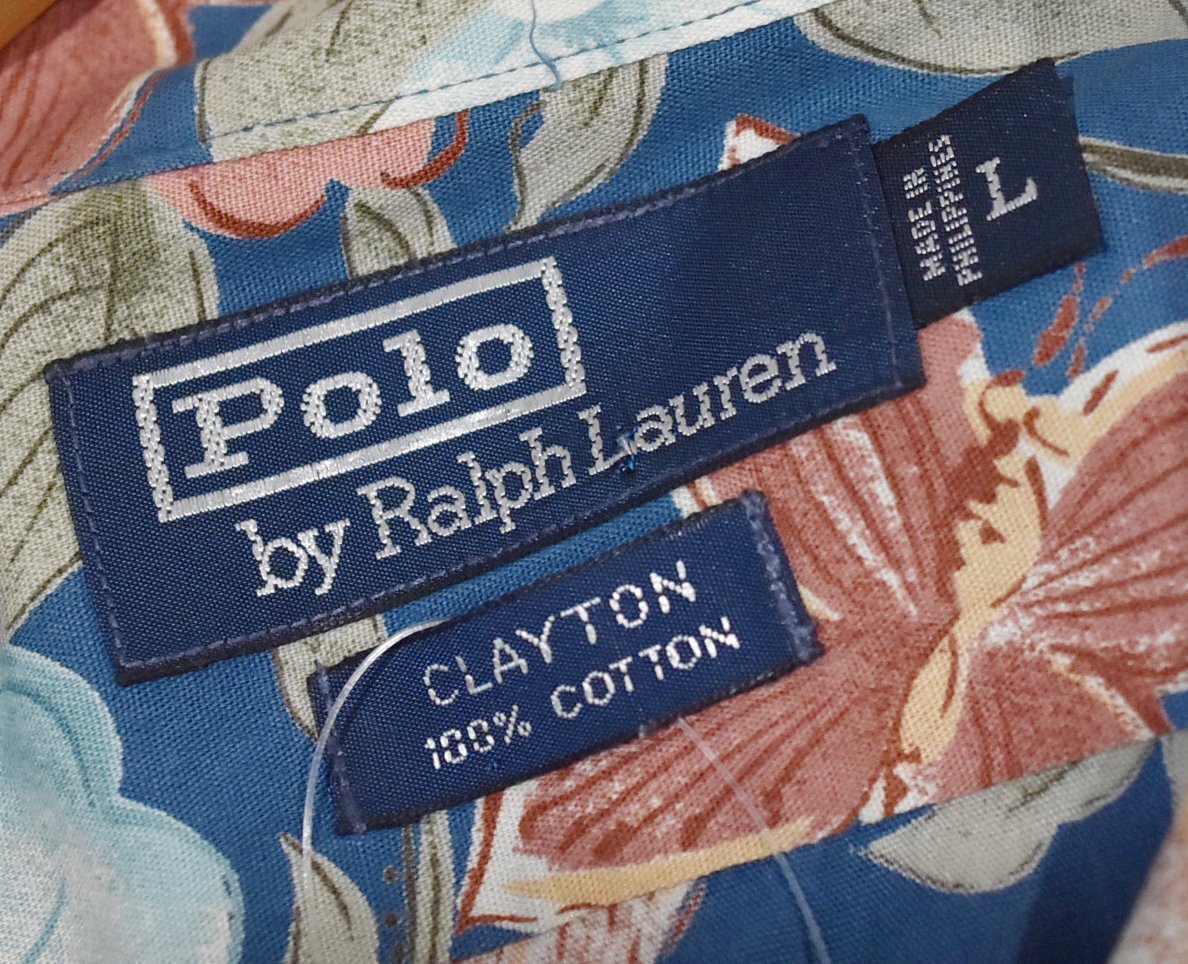 Polo
by Ralph Lauren
MADE IN
PHILIPPINES
L
CLAYTON
100% COTTON